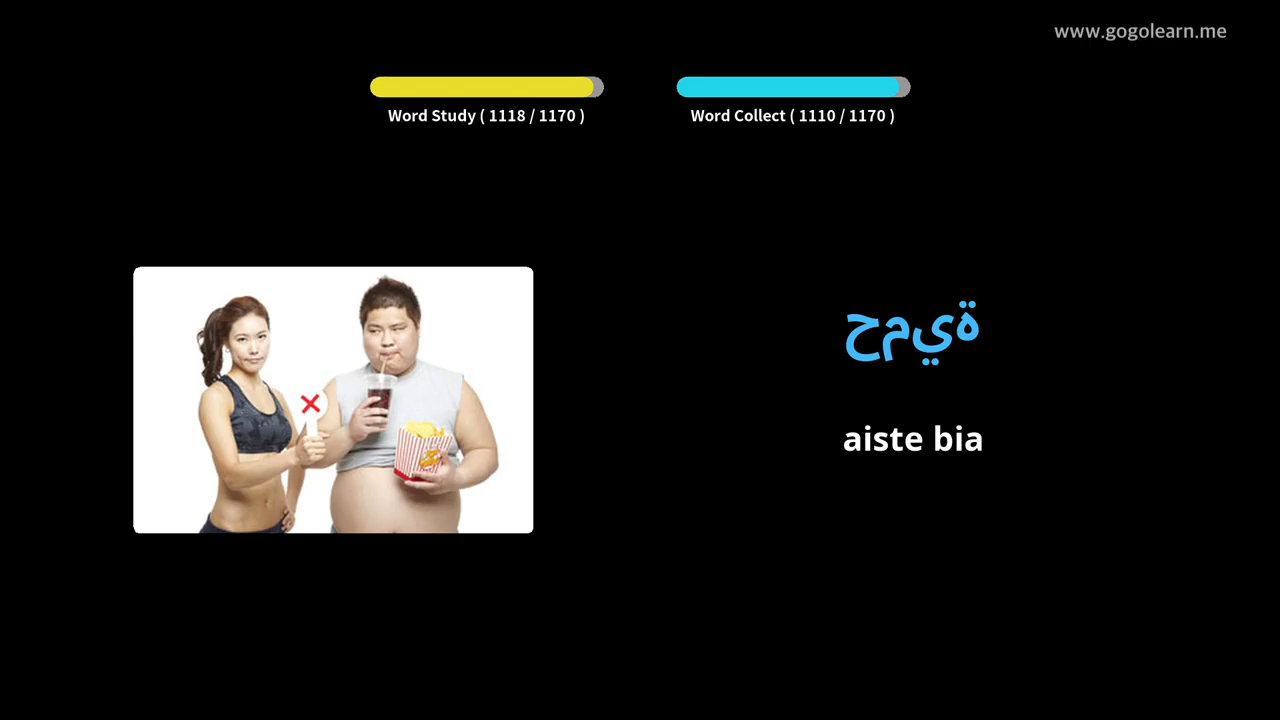 www.gogolearn.me
Word Study ( 1118 / 1170 )
Word Collect ( 1110 / 1170 )
حمية
aiste bia